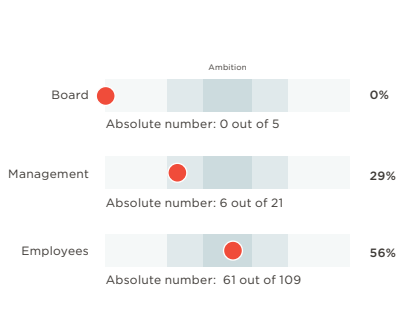 Ambition
Board 0%
Absolute number: 0 out of 5
Management 29%
Absolute number: 6 out of 21
Employees 56%
Absolute number: 61 out of 109